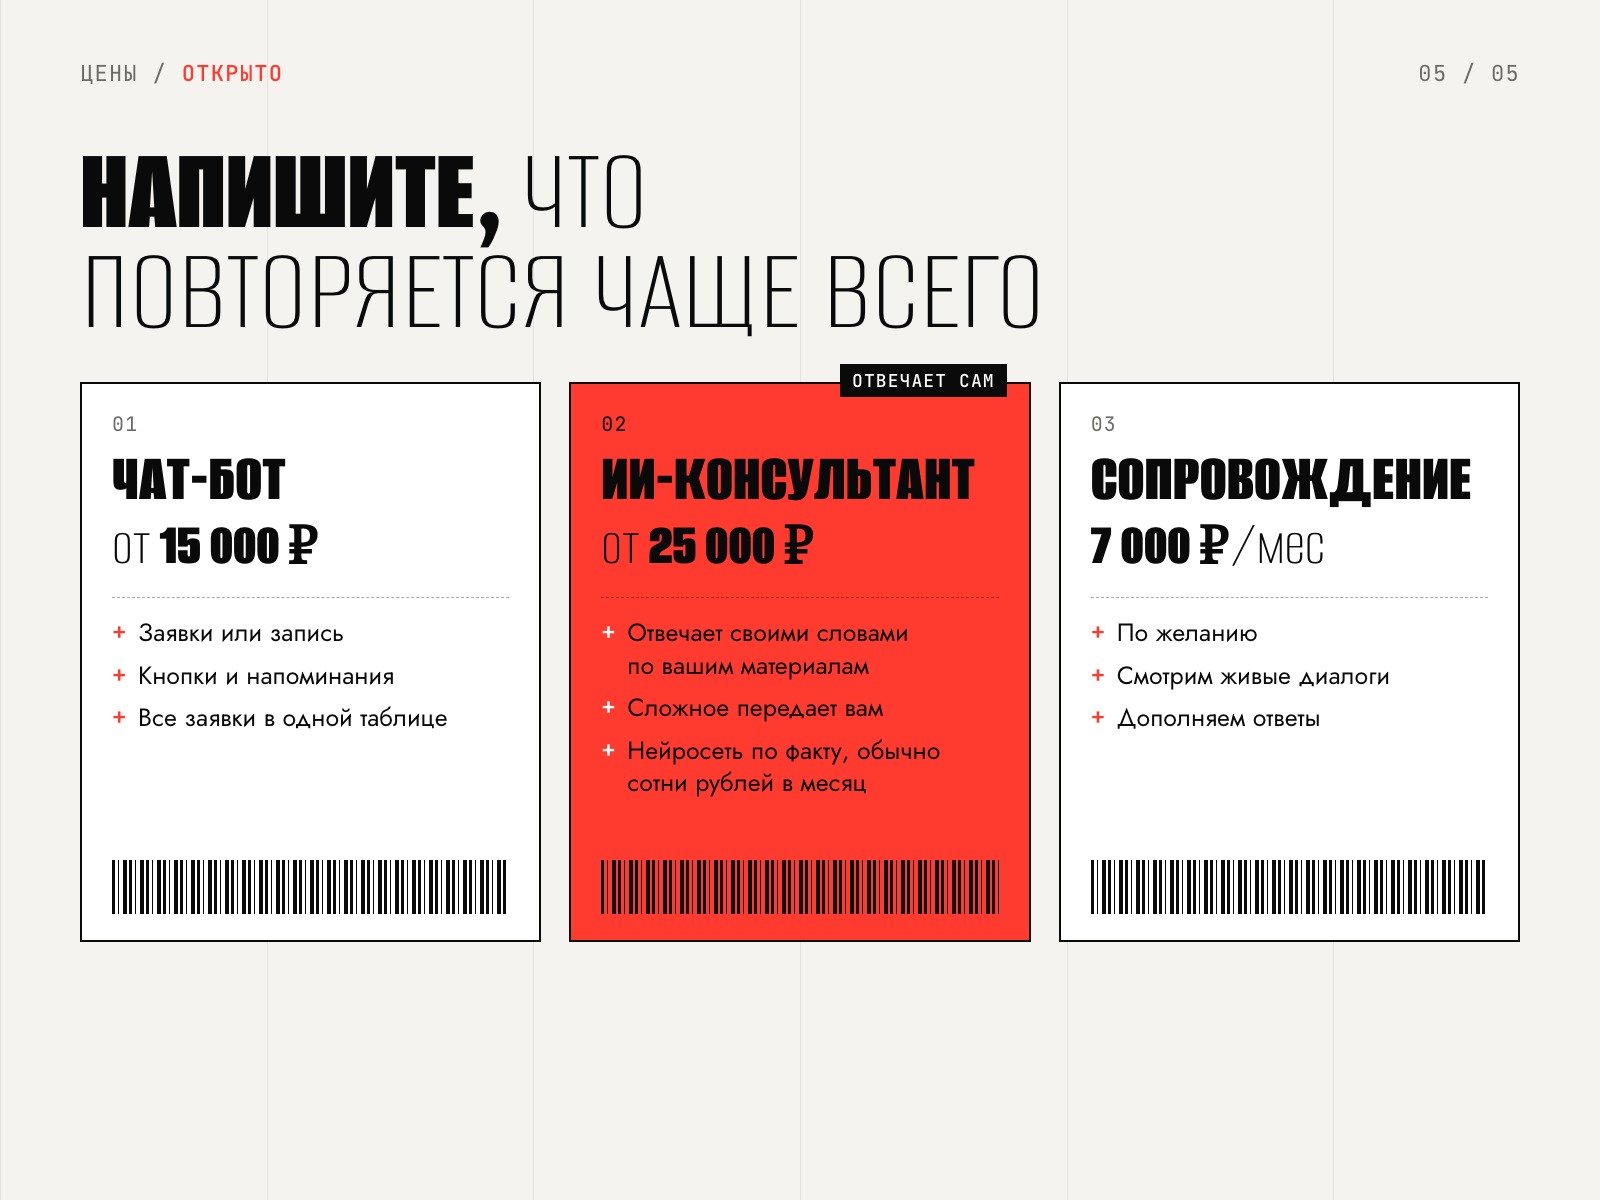 ЦЕНЫ / ОТКРЫТО
05 / 05
НАПИШИТЕ, ЧТО
ПОВТОРЯЕТСЯ ЧАЩЕ ВСЕГО
01
ЧАТ-БОТ
от 15 000 ₽
+ Заявки или запись
+ Кнопки и напоминания
+ Все заявки в одной таблице
ОТВЕЧАЕТ САМ
02
ИИ-КОНСУЛЬТАНТ
от 25 000 ₽
+ Отвечает своими словами
по вашим материалам
+ Сложное передает вам
+ Нейросеть по факту, обычно
сотни рублей в месяц
03
СОПРОВОЖДЕНИЕ
7 000 ₽/мес
+ По желанию
+ Смотрим живые диалоги
+ Дополняем ответы